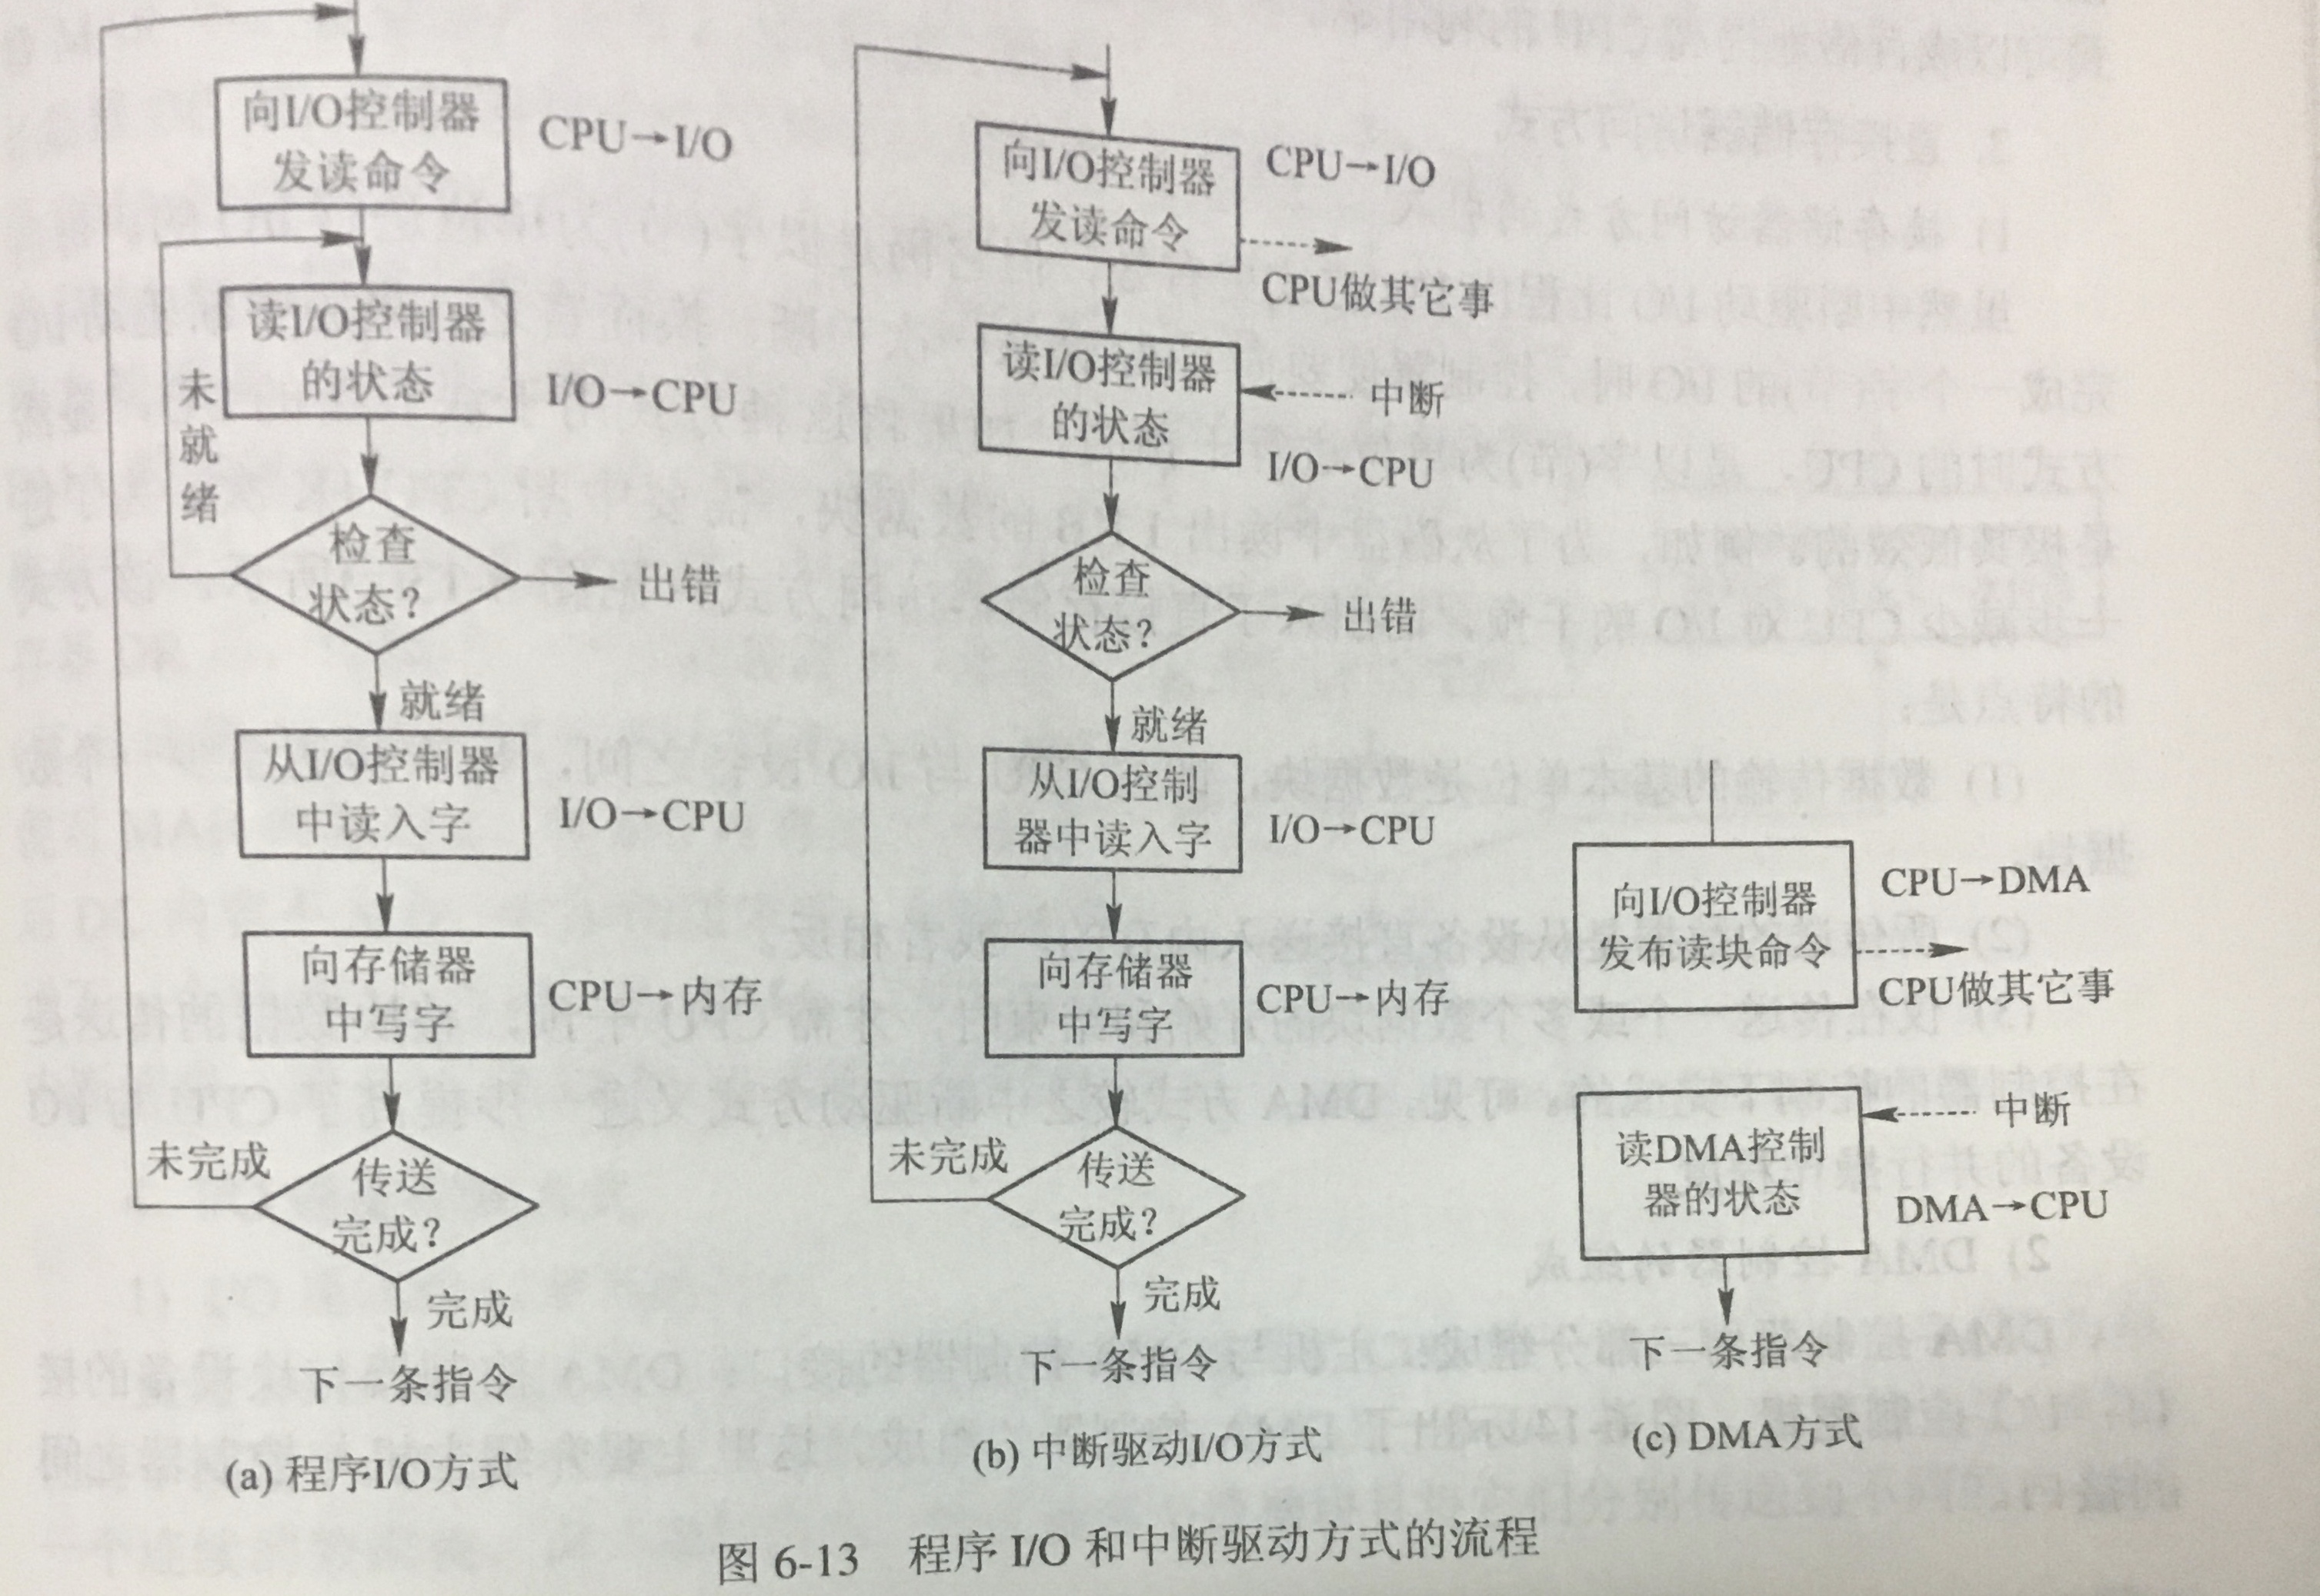 向I/O控制器
发读命令
CPU→I/O
读I/O控制器
的状态
I/O→CPU
未
就
绪
检查
状态?
出错
就绪
从I/O控制器
中读入字
I/O→CPU
向存储器
中写字
CPU→内存
未完成
传送
完成?
完成
下一条指令
(a) 程序I/O方式
向I/O控制器
发读命令
CPU→I/O
CPU做其它事
读I/O控制器
的状态
中断
I/O→CPU
检查
状态?
出错
就绪
从I/O控制
器中读入字
I/O→CPU
向存储器
中写字
CPU→内存
未完成
传送
完成?
完成
下一条指令
(b) 中断驱动I/O方式
向I/O控制器
发布读块命令
CPU→DMA
CPU做其它事
读DMA控制
器的状态
中断
DMA→CPU
下一条指令
(c) DMA方式
图 6-13 程序 I/O 和中断驱动方式的流程